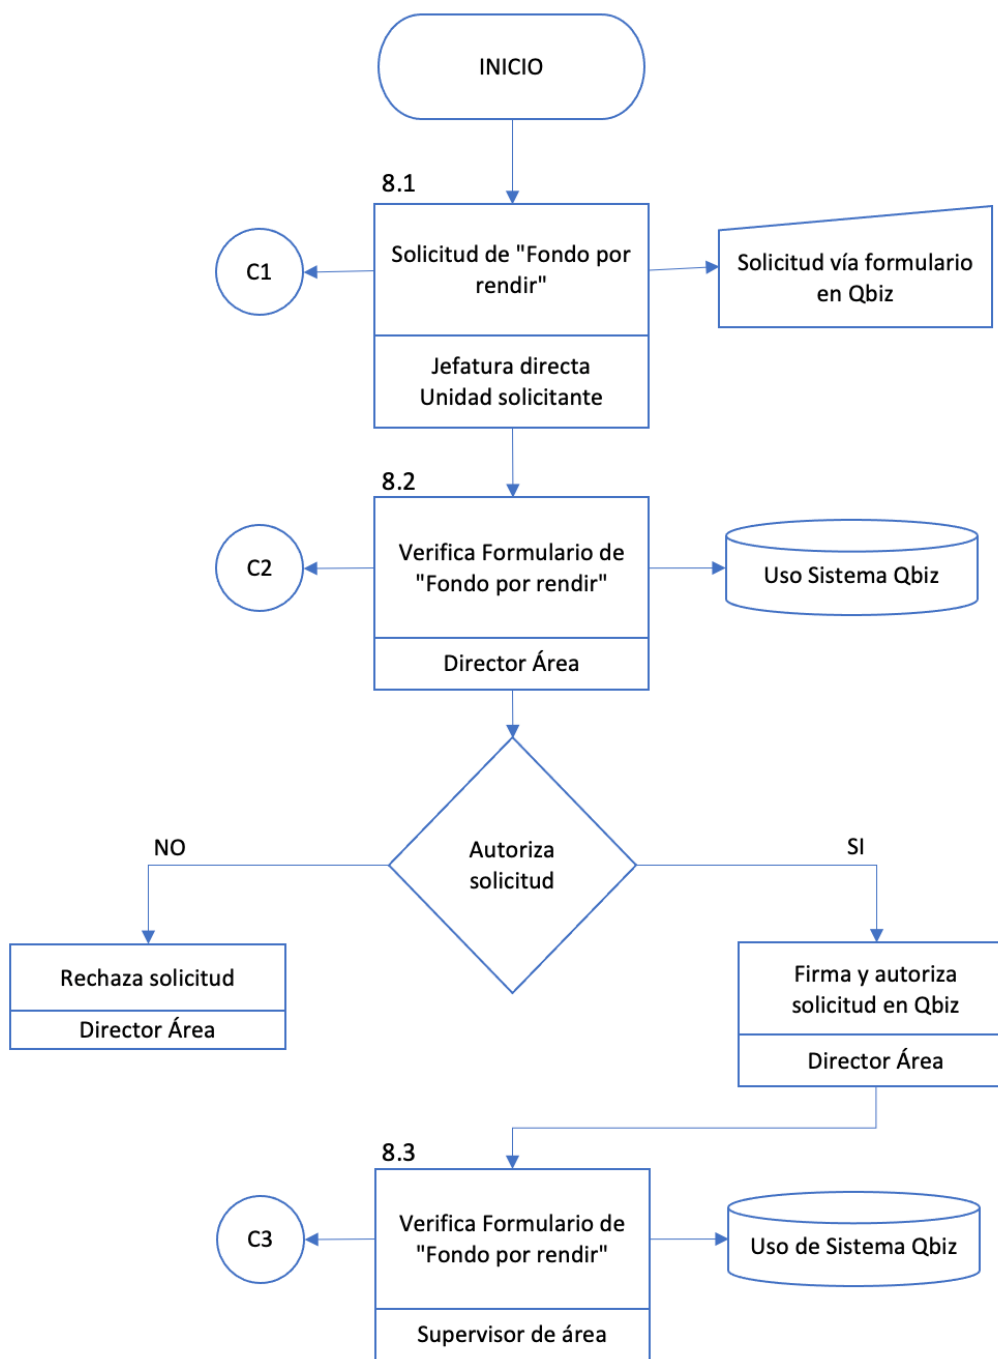 INICIO
8.1
Solicitud de "Fondo por
rendir"
C1
Solicitud vía formulario
en Qbiz
Jefatura directa
Unidad solicitante
8.2
Verifica Formulario de
"Fondo por rendir"
C2
Uso Sistema Qbiz
Director Área
Autoriza
solicitud
NO
SI
Rechaza solicitud
Director Área
Firma y autoriza
solicitud en Qbiz
Director Área
8.3
Verifica Formulario de
"Fondo por rendir"
C3
Uso de Sistema Qbiz
Supervisor de área